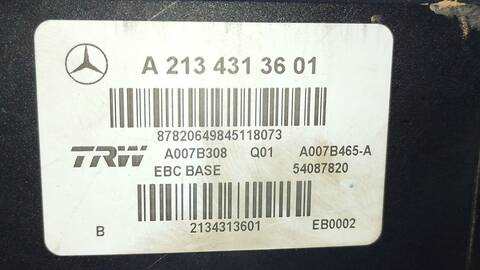 A 213 431 36 01
87820649845118073
TRW A007B308 Q01 A007B465-A
EBC BASE 54087820
B 2134313601 EB0002